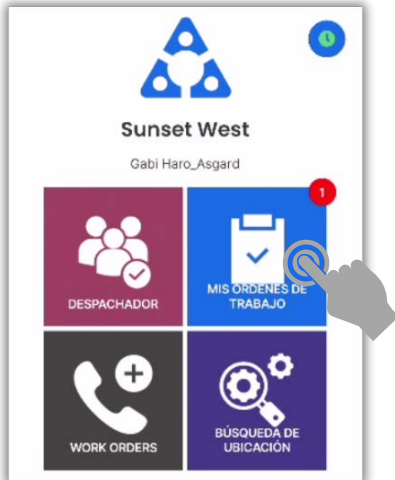 Sunset West
Gabi Haro_Asgard
1
DESPACHADOR
MIS ORDENES DE
TRABAJO
WORK ORDERS
BÚSQUEDA DE
UBICACIÓN